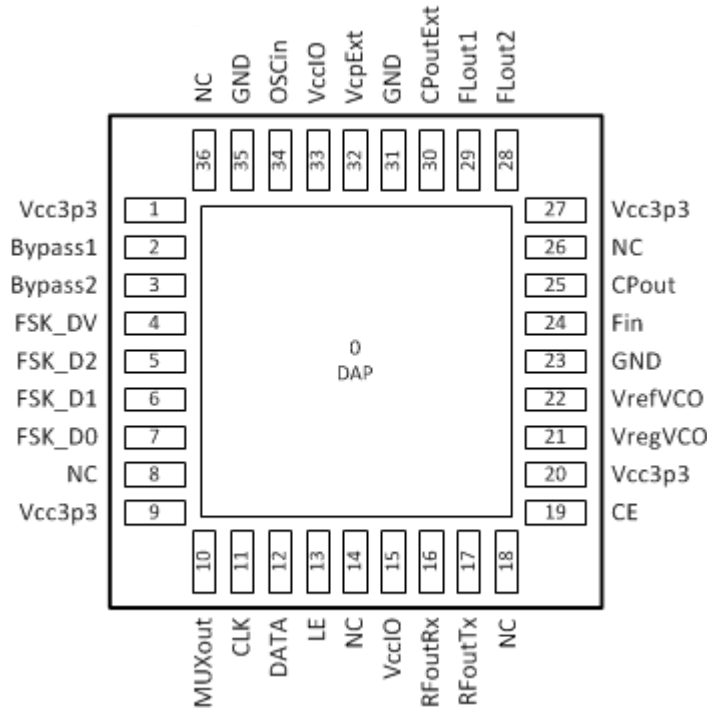 NC
GND
OSCin
VccIO
VcpExt
GND
CPoutExt
FLout1
FLout2
36
35
34
33
32
31
30
29
28
Vcc3p3 1
Bypass1 2
Bypass2 3
FSK_DV 4
FSK_D2 5
FSK_D1 6
FSK_D0 7
NC 8
Vcc3p3 9
0
DAP
27 Vcc3p3
26 NC
25 CPout
24 Fin
23 GND
22 VrefVCO
21 VregVCO
20 Vcc3p3
19 CE
10
11
12
13
14
15
16
17
18
MUXout
CLK
DATA
LE
NC
VccIO
RFoutRx
RFoutTx
NC